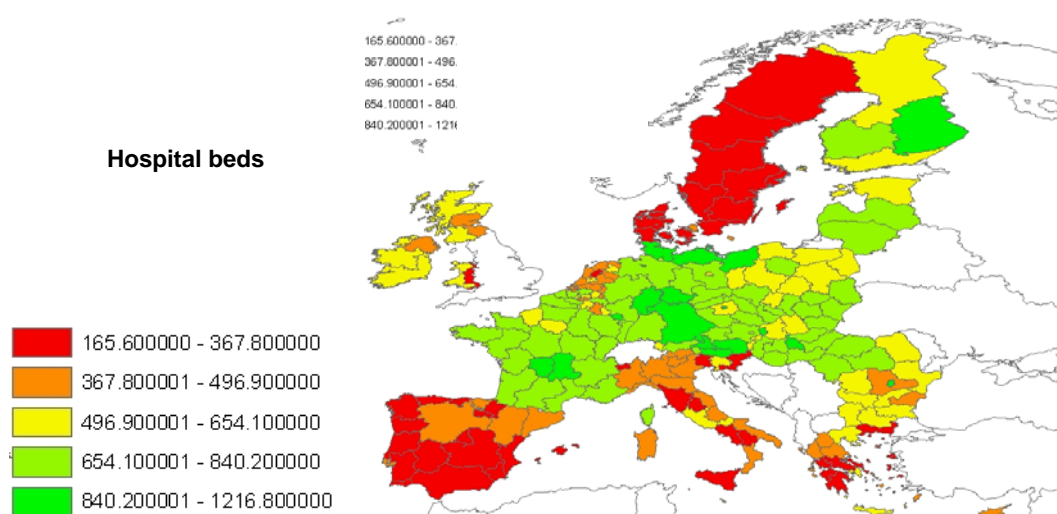 165.600000 - 367.
367.800001 - 496.
496.900001 - 654.
654.100001 - 840.
840.200001 - 1216
Hospital beds
165.600000 - 367.800000
367.800001 - 496.900000
496.900001 - 654.100000
654.100001 - 840.200000
840.200001 - 1216.800000